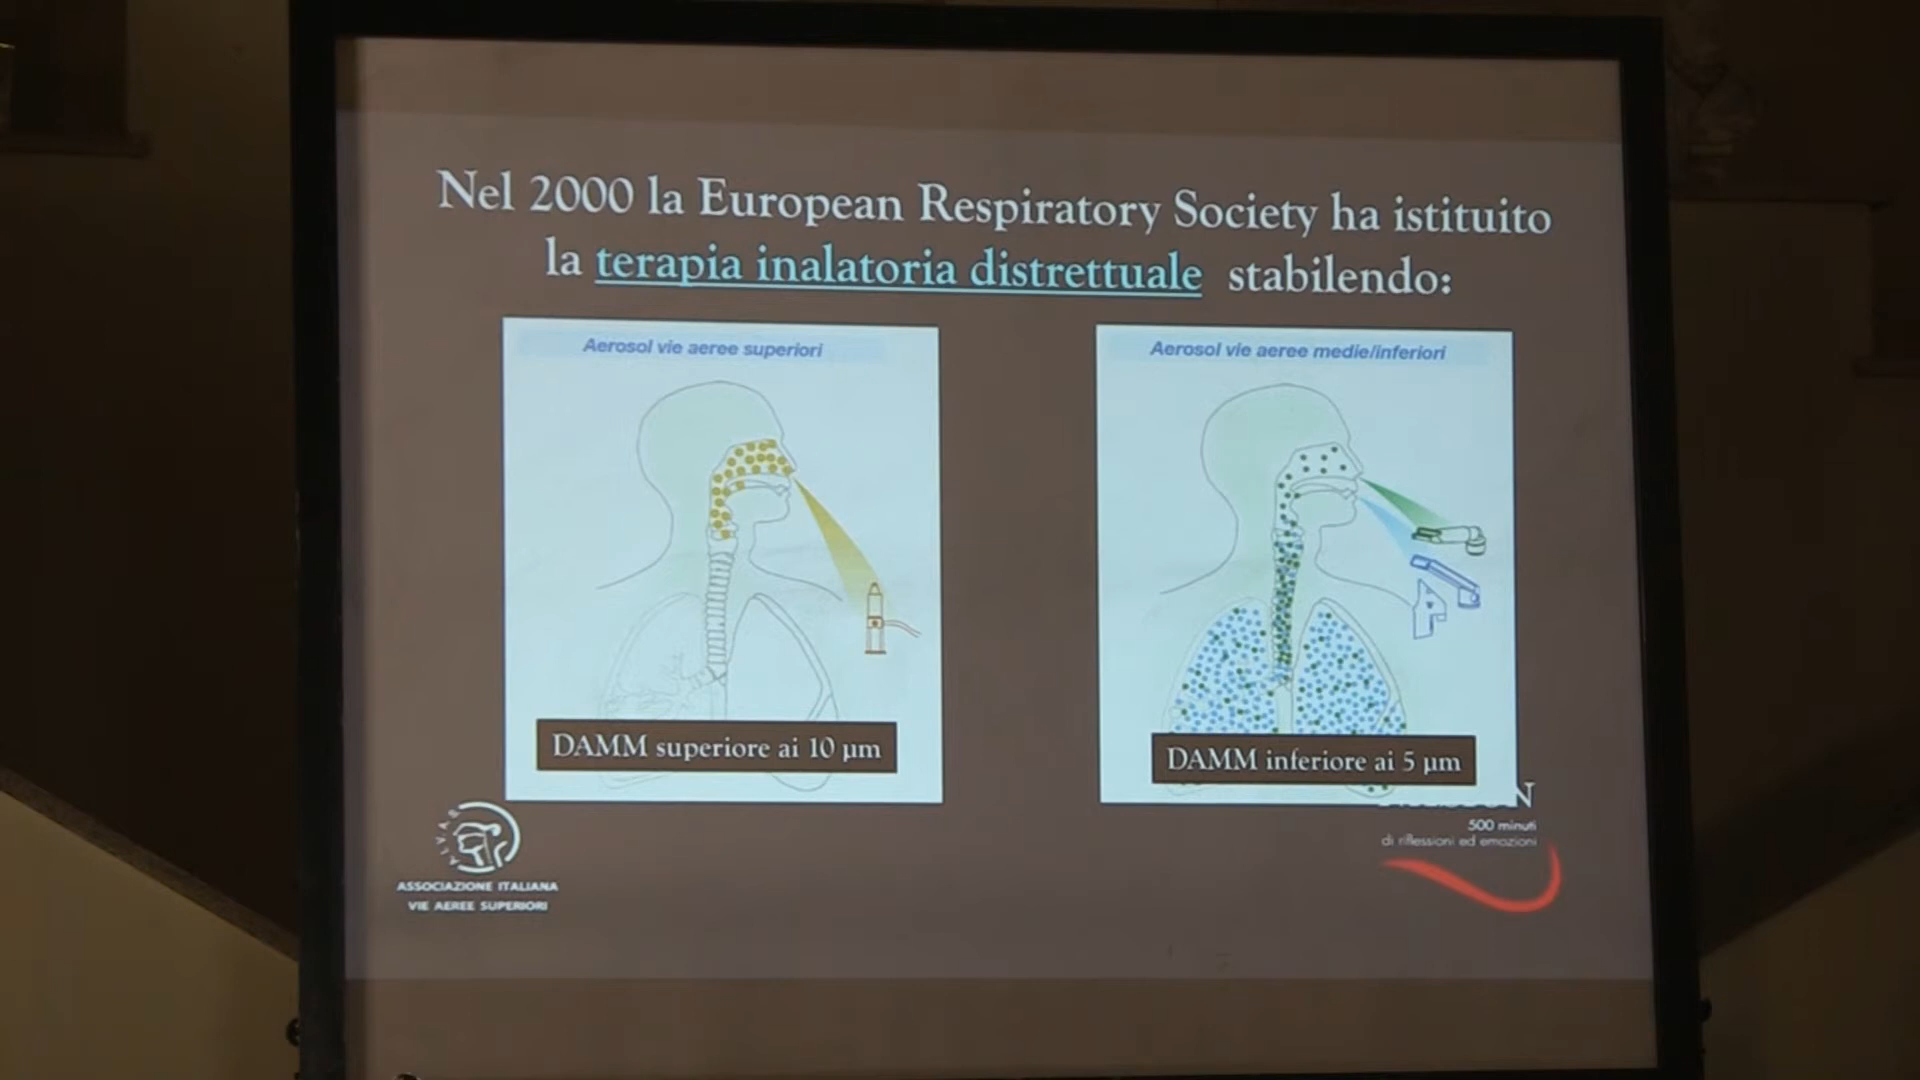 Nel 2000 la European Respiratory Society ha istituito
la terapia inalatoria distrettuale stabilendo:
Aerosol vie aeree superiori
Aerosol vie aeree medie/inferiori
DAMM superiore ai 10 µm
DAMM inferiore ai 5 µm
A.I.V.A.S
ASSOCIAZIONE ITALIANA
VIE AEREE SUPERIORI
500 minuti
di riflessioni ed emozioni